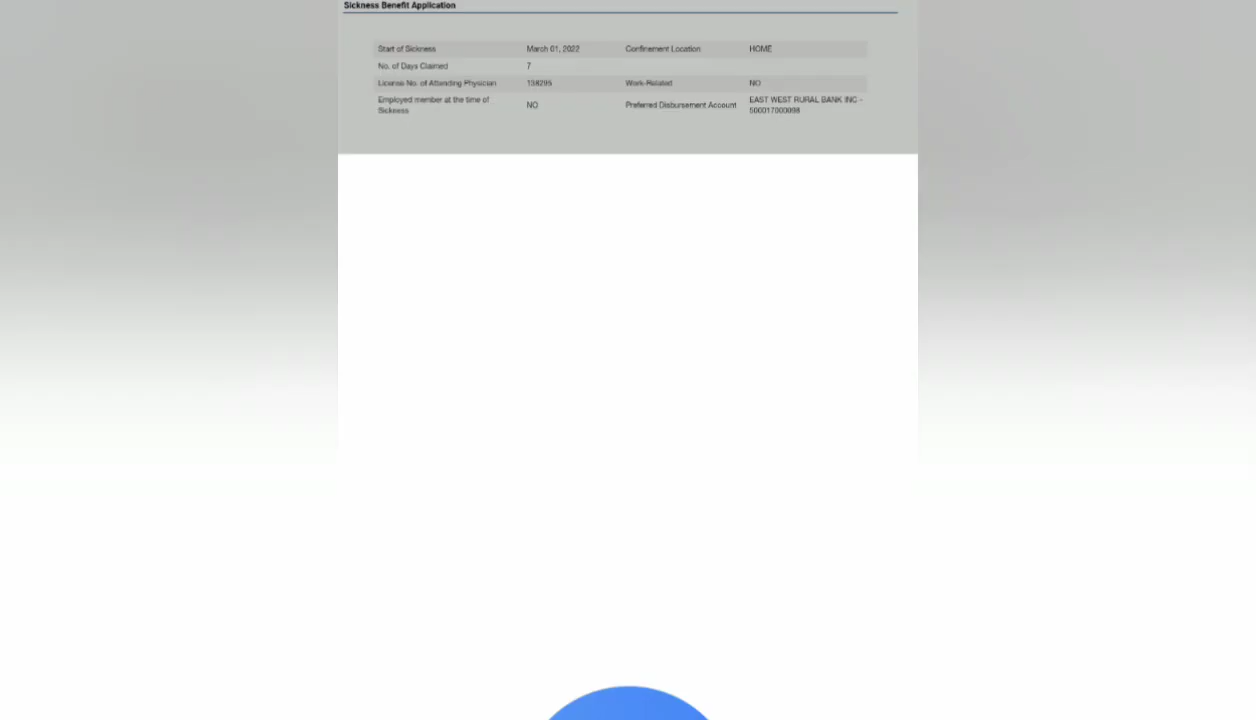 Sickness Benefit Application
Start of Sickness March 01, 2022 Confinement Location HOME
No. of Days Claimed 7
License No. of Attending Physician 108295 Work-Related NO
Employed member at the time of Sickness NO Preferred Disbursement Account EAST WEST RURAL BANK INC - 500017000098